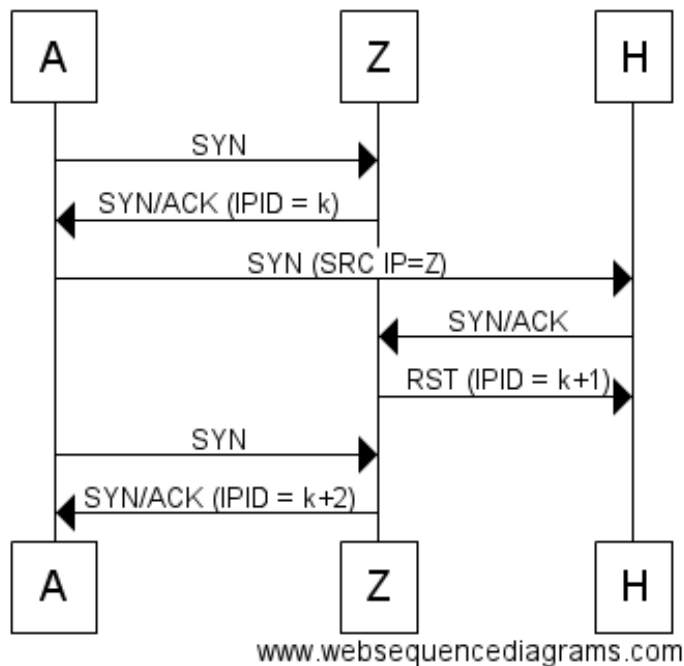 A Z H
SYN
SYN/ACK (IPID = k)
SYN (SRC IP=Z)
SYN/ACK
RST (IPID = k+1)
SYN
SYN/ACK (IPID = k+2)
A Z H
www.websequencediagrams.com